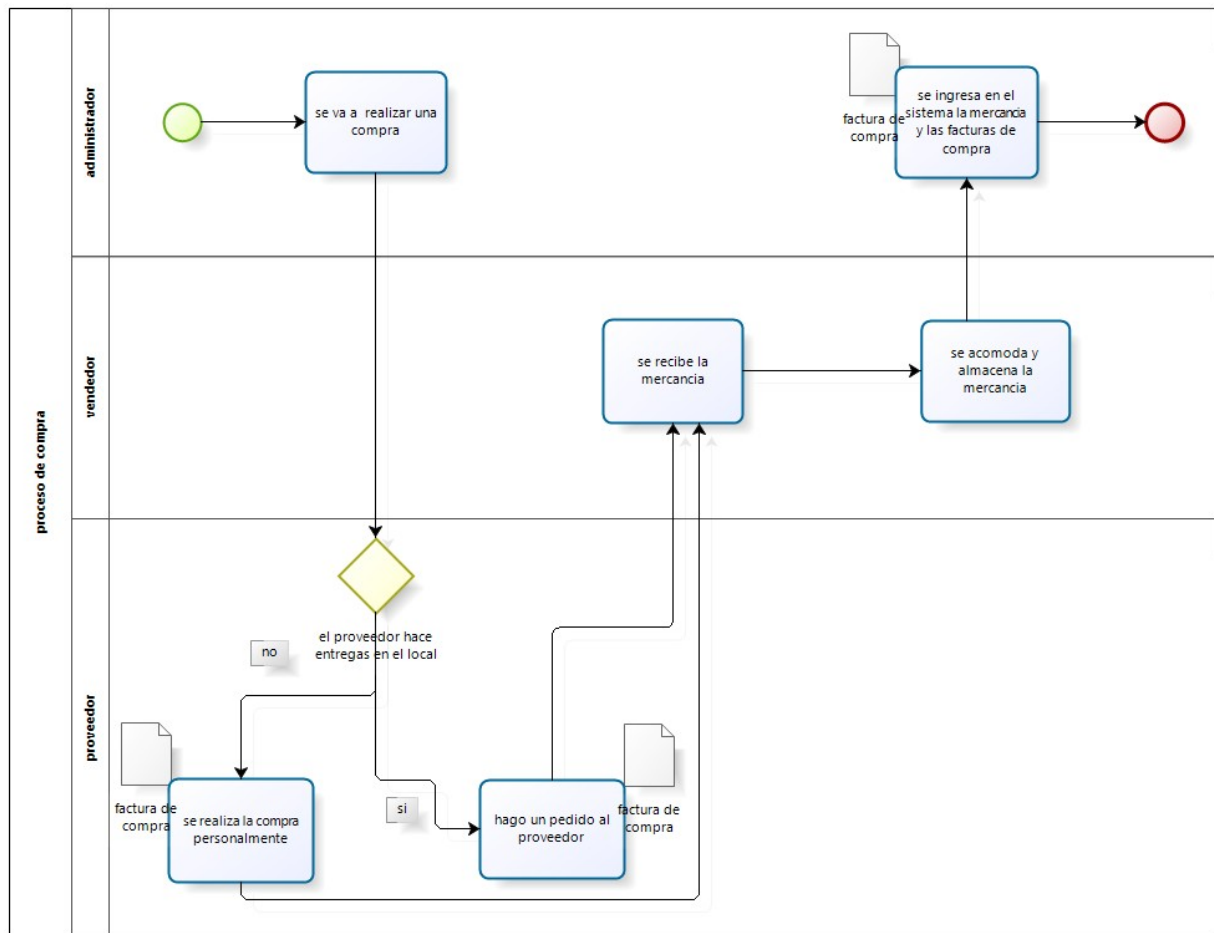 proceso de compra
administrador
se va a realizar una
compra
factura de
compra
se ingresa en el
sistema la mercancia
y las facturas de
compra
vendedor
se recibe la
mercancia
se acomoda y
almacena la
mercancia
proveedor
el proveedor hace
entregas en el local
no
si
factura de
compra
se realiza la compra
personalmente
hago un pedido al
proveedor
factura de
compra